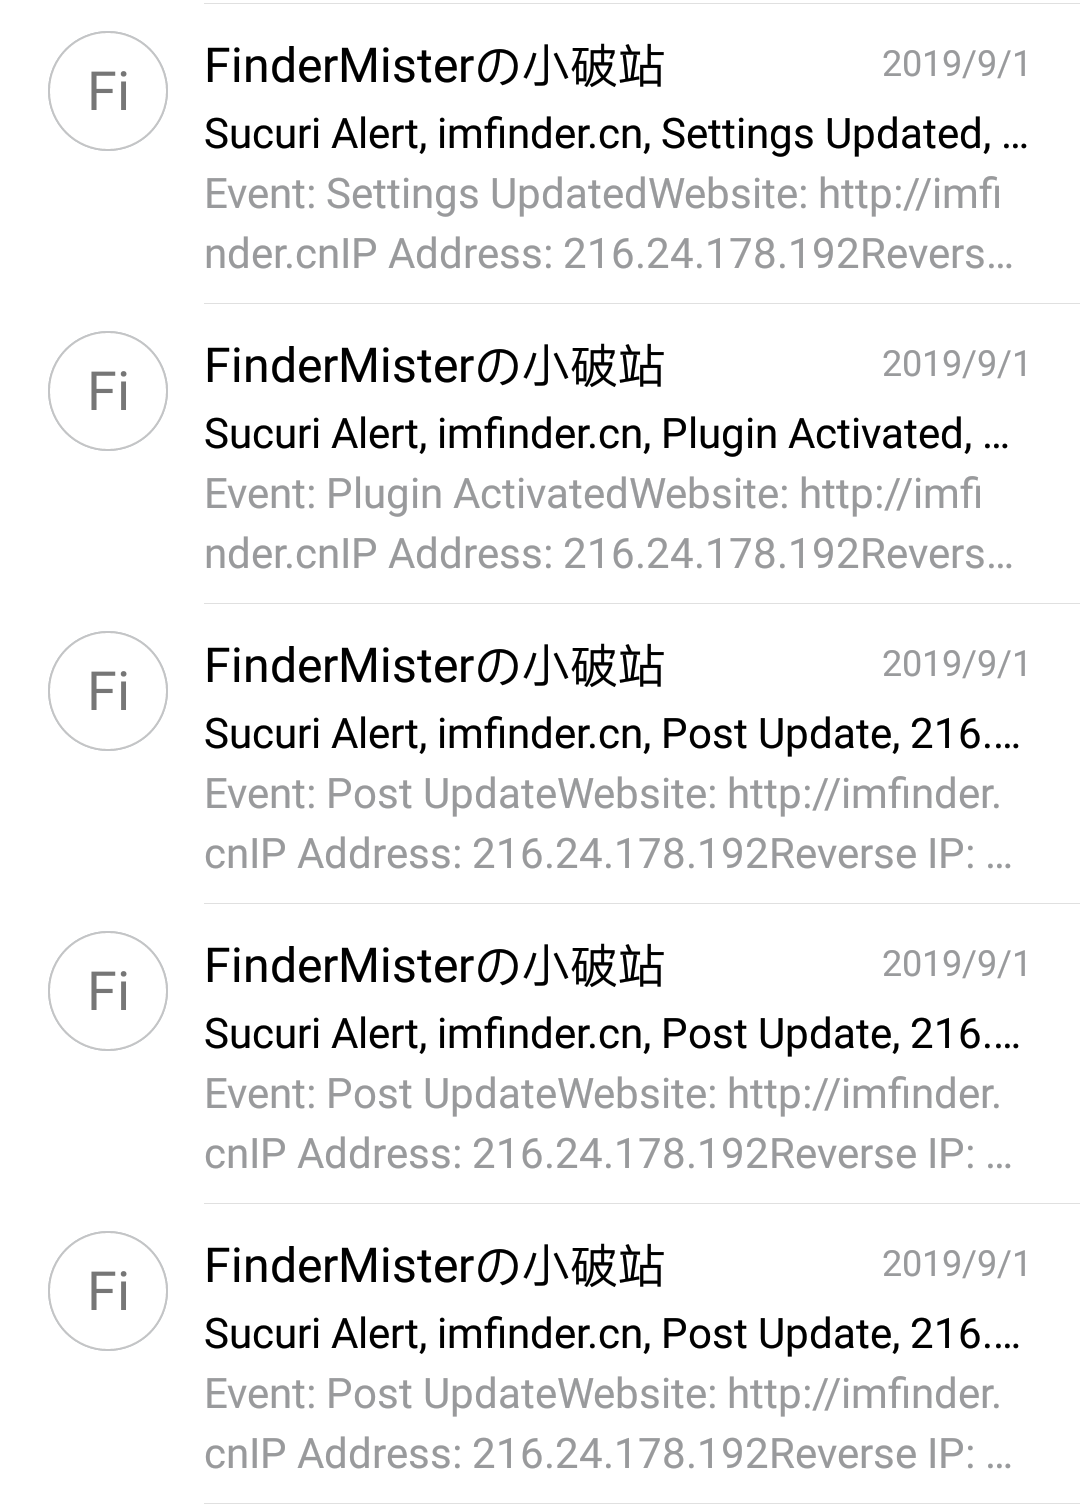 Fi
FinderMisterの小破站
2019/9/1
Sucuri Alert, imfinder.cn, Settings Updated, ...
Event: Settings UpdatedWebsite: http://imfi
nder.cnIP Address: 216.24.178.192Revers...
Fi
FinderMisterの小破站
2019/9/1
Sucuri Alert, imfinder.cn, Plugin Activated, ...
Event: Plugin ActivatedWebsite: http://imfi
nder.cnIP Address: 216.24.178.192Revers...
Fi
FinderMisterの小破站
2019/9/1
Sucuri Alert, imfinder.cn, Post Update, 216....
Event: Post UpdateWebsite: http://imfinder.
cnIP Address: 216.24.178.192Reverse IP: ...
Fi
FinderMisterの小破站
2019/9/1
Sucuri Alert, imfinder.cn, Post Update, 216....
Event: Post UpdateWebsite: http://imfinder.
cnIP Address: 216.24.178.192Reverse IP: ...
Fi
FinderMisterの小破站
2019/9/1
Sucuri Alert, imfinder.cn, Post Update, 216....
Event: Post UpdateWebsite: http://imfinder.
cnIP Address: 216.24.178.192Reverse IP: ...